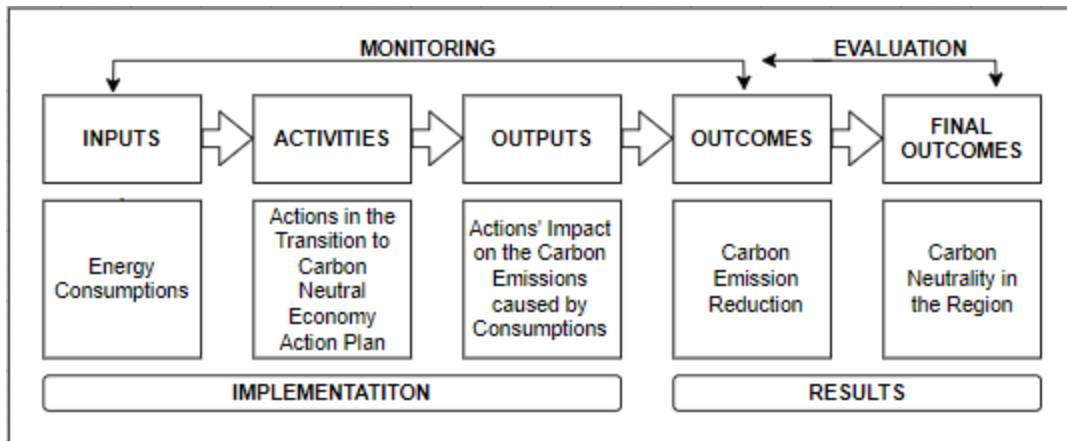 MONITORING
EVALUATION
INPUTS
ACTIVITIES
OUTPUTS
OUTCOMES
FINAL
OUTCOMES
Energy
Consumptions
Actions in the
Transition to
Carbon
Neutral
Economy
Action Plan
Actions' Impact
on the Carbon
Emissions
caused by
Consumptions
Carbon
Emission
Reduction
Carbon
Neutrality in
the Region
IMPLEMENTATITON
RESULTS